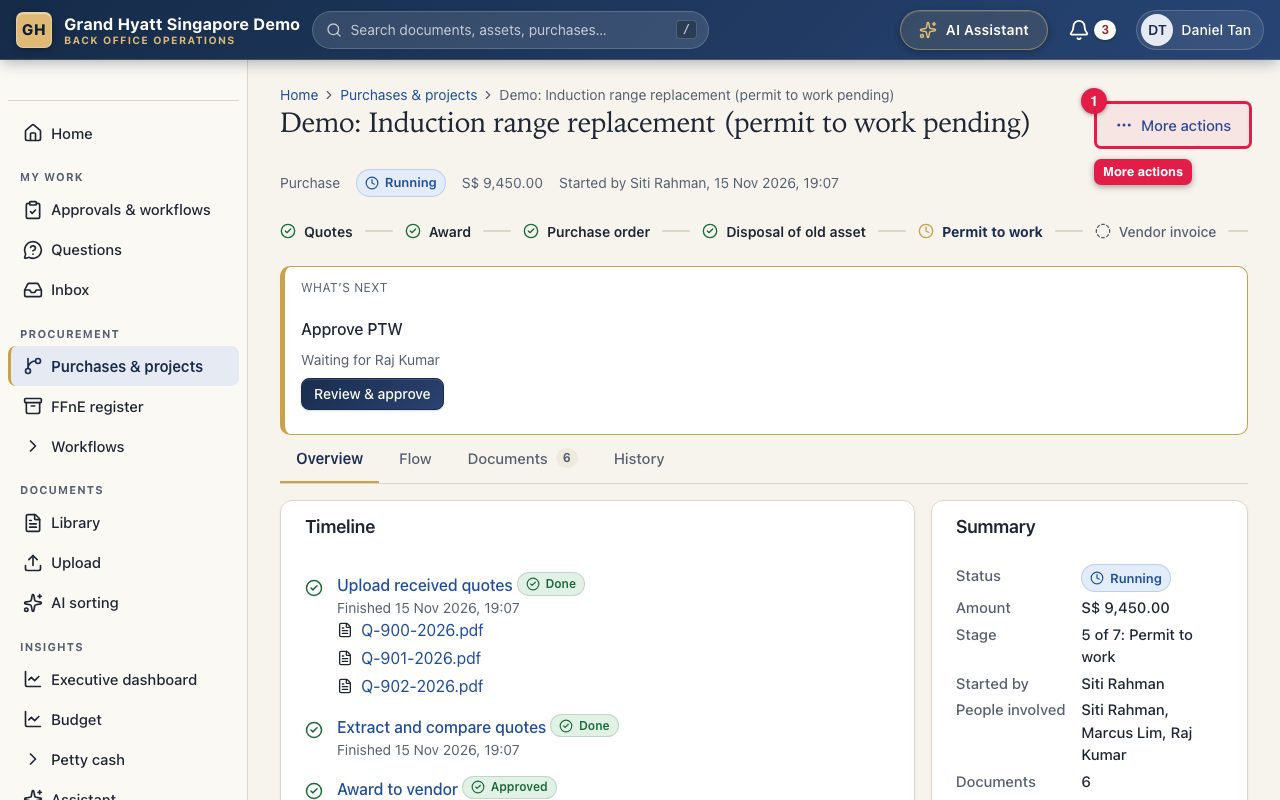 GH
Grand Hyatt Singapore Demo
BACK OFFICE OPERATIONS
Search documents, assets, purchases...
/
AI Assistant
3
DT
Daniel Tan
Home
MY WORK
Approvals & workflows
Questions
Inbox
PROCUREMENT
Purchases & projects
FFnE register
Workflows
DOCUMENTS
Library
Upload
AI sorting
INSIGHTS
Executive dashboard
Budget
Petty cash
Assistant
Home > Purchases & projects > Demo: Induction range replacement (permit to work pending)
Demo: Induction range replacement (permit to work pending)
1
More actions
More actions
Purchase Running S$ 9,450.00 Started by Siti Rahman, 15 Nov 2026, 19:07
Quotes Award Purchase order Disposal of old asset Permit to work Vendor invoice
WHAT'S NEXT
Approve PTW
Waiting for Raj Kumar
Review & approve
Overview Flow Documents 6 History
Timeline
Upload received quotes Done
Finished 15 Nov 2026, 19:07
Q-900-2026.pdf
Q-901-2026.pdf
Q-902-2026.pdf
Extract and compare quotes Done
Finished 15 Nov 2026, 19:07
Award to vendor Approved
Summary
Status Running
Amount S$ 9,450.00
Stage 5 of 7: Permit to
work
Started by Siti Rahman
People involved Siti Rahman,
Marcus Lim, Raj
Kumar
Documents 6